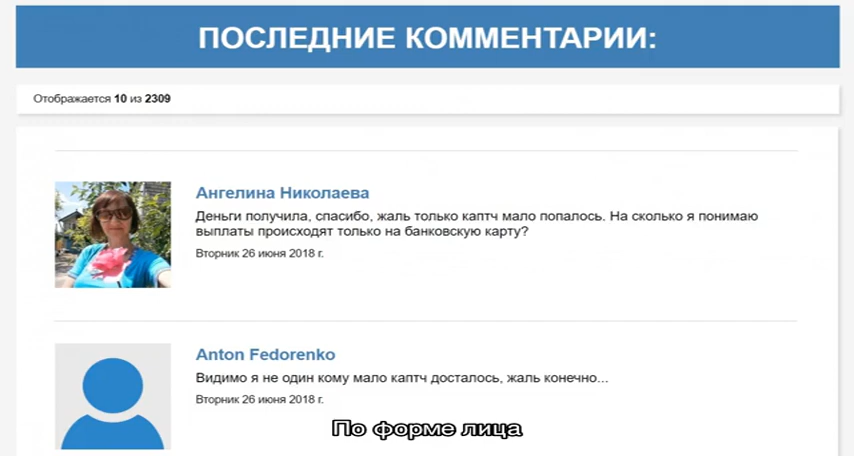 ПОСЛЕДНИЕ КОММЕНТАРИИ:
Отображается 10 из 2309
Ангелина Николаева
Деньги получила, спасибо, жаль только каптч мало попалось. На сколько я понимаю
выплаты происходят только на банковскую карту?
Вторник 26 июня 2018 г.
Anton Fedorenko
Видимо я не один кому мало каптч досталось, жаль конечно...
Вторник 26 июня 2018 г.
По форме лица